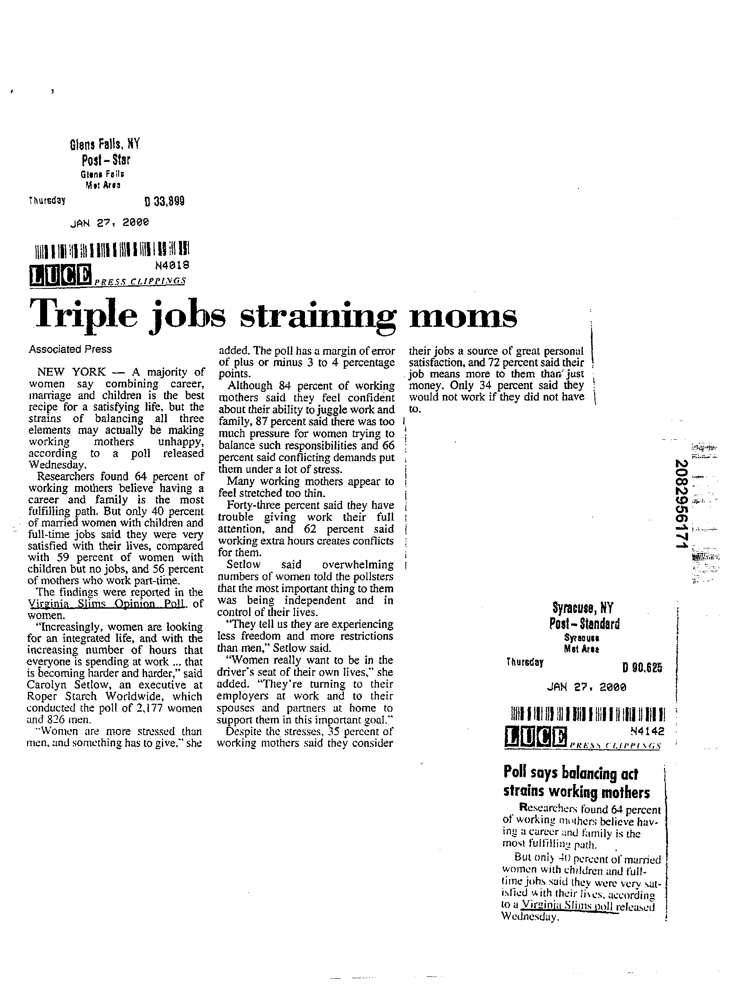 Glens Falls, NY
Post – Star
Glens Falls
Met Area
Thursday D 33,899
JAN 27, 2000
N4018
LUCE PRESS CLIPPINGS
Triple jobs straining moms
Associated Press
NEW YORK — A majority of
women say combining career,
marriage and children is the best
recipe for a satisfying life, but the
strains of balancing all three
elements may actually be making
working mothers unhappy,
according to a poll released
Wednesday.
Researchers found 64 percent of
working mothers believe having a
career and family is the most
fulfilling path. But only 40 percent
of married women with children and
full-time jobs said they were very
satisfied with their lives, compared
with 59 percent of women with
children but no jobs, and 56 percent
of mothers who work part-time.
The findings were reported in the
Virginia Slims Opinion Poll, of
women.
"Increasingly, women are looking
for an integrated life, and with the
increasing number of hours that
everyone is spending at work ... that
is becoming harder and harder," said
Carolyn Setlow, an executive at
Roper Starch Worldwide, which
conducted the poll of 2,177 women
and 826 men.
"Women are more stressed than
men, and something has to give," she
added. The poll has a margin of error
of plus or minus 3 to 4 percentage
points.
Although 84 percent of working
mothers said they feel confident
about their ability to juggle work and
family, 87 percent said there was too
much pressure for women trying to
balance such responsibilities and 66
percent said conflicting demands put
them under a lot of stress.
Many working mothers appear to
feel stretched too thin.
Forty-three percent said they have
trouble giving work their full
attention, and 62 percent said
working extra hours creates conflicts
for them.
Setlow said overwhelming
numbers of women told the pollsters
that the most important thing to them
was being independent and in
control of their lives.
"They tell us they are experiencing
less freedom and more restrictions
than men," Setlow said.
"Women really want to be in the
driver's seat of their own lives," she
added. "They're turning to their
employers at work and to their
spouses and partners at home to
support them in this important goal."
Despite the stresses, 35 percent of
working mothers said they consider
their jobs a source of great personal
satisfaction, and 72 percent said their
job means more to them than just
money. Only 34 percent said they
would not work if they did not have
to.
2082956171
Syracuse, NY
Post – Standard
Syracuse
Met Area
Thursday D 90,625
JAN 27, 2000
N4142
LUCE PRESS CLIPPINGS
Poll says balancing act
strains working mothers
Researchers found 64 percent
of working mothers believe hav-
ing a career and family is the
most fulfilling path.
But only 40 percent of married
women with children and full-
time jobs said they were very sat-
isfied with their lives, according
to a Virginia Slims poll released
Wednesday.